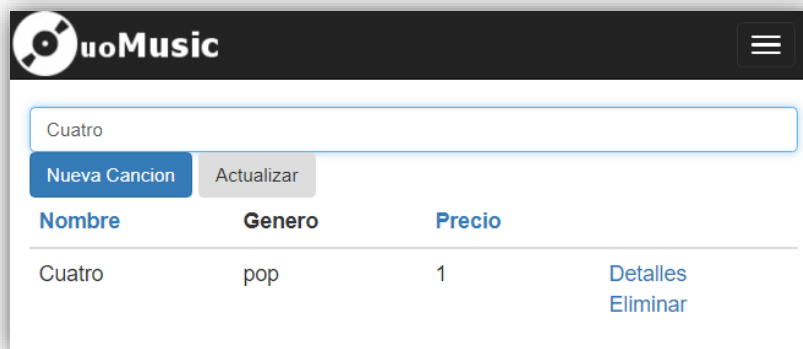 uoMusic
Cuatro
Nueva Cancion Actualizar
Nombre Genero Precio
Cuatro pop 1 Detalles
Eliminar